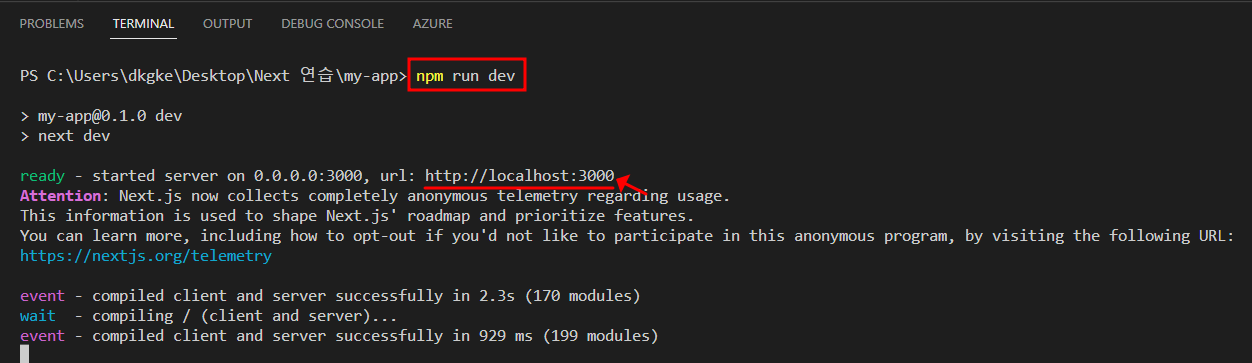 PROBLEMS TERMINAL OUTPUT DEBUG CONSOLE AZURE
PS C:\Users\dkgke\Desktop\Next 연습\my-app> npm run dev
> my-app@0.1.0 dev
> next dev
ready - started server on 0.0.0.0:3000, url: http://localhost:3000
Attention: Next.js now collects completely anonymous telemetry regarding usage.
This information is used to shape Next.js' roadmap and prioritize features.
You can learn more, including how to opt-out if you'd not like to participate in this anonymous program, by visiting the following URL:
https://nextjs.org/telemetry
event - compiled client and server successfully in 2.3s (170 modules)
wait  - compiling / (client and server)...
event - compiled client and server successfully in 929 ms (199 modules)